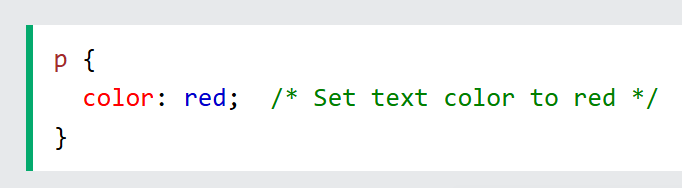 p {
  color: red;  /* Set text color to red */
}